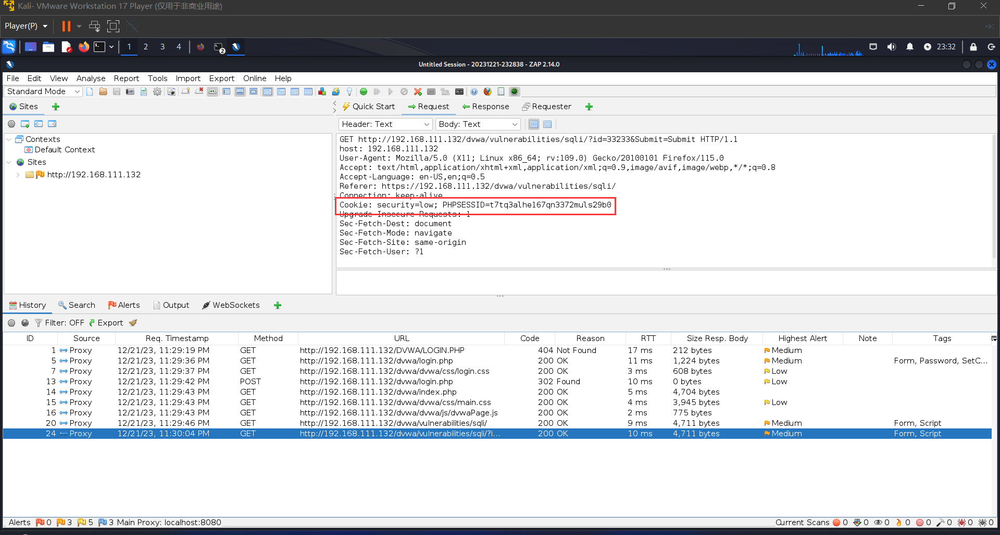 Kali- VMware Workstation 17 Player (仅用于非商业用途)
Player(P)
1 2 3 4 2 23:32
Untitled Session - 20231221-232838 - ZAP 2.14.0
File Edit View Analyse Report Tools Import Export Online Help
Standard Mode
Sites Quick Start Request Response Requester
Header: Text Body: Text
Contexts
Default Context
Sites
http://192.168.111.132
GET http://192.168.111.132/dvwa/vulnerabilities/sqli/?id=33233&Submit=Submit HTTP/1.1
host: 192.168.111.132
User-Agent: Mozilla/5.0 (X11; Linux x86_64; rv:109.0) Gecko/20100101 Firefox/115.0
Accept: text/html,application/xhtml+xml,application/xml;q=0.9,image/avif,image/webp,*/*;q=0.8
Accept-Language: en-US,en;q=0.5
Referer: https://192.168.111.132/dvwa/vulnerabilities/sqli/
Connection: keep-alive
Cookie: security=low; PHPSESSID=t7tq3alhe167qn3372muls29b0
Upgrade-Insecure-Requests: 1
Sec-Fetch-Dest: document
Sec-Fetch-Mode: navigate
Sec-Fetch-Site: same-origin
Sec-Fetch-User: ?1
History Search Alerts Output WebSockets
Filter: OFF Export
ID Source Req. Timestamp Method URL Code Reason RTT Size Resp. Body Highest Alert Note Tags
1 Proxy 12/21/23, 11:29:19 PM GET http://192.168.111.132/DVWA/LOGIN.PHP 404 Not Found 17 ms 212 bytes Medium
5 Proxy 12/21/23, 11:29:36 PM GET http://192.168.111.132/dvwa/login.php 200 OK 11 ms 1,224 bytes Medium Form, Password, SetC...
7 Proxy 12/21/23, 11:29:37 PM GET http://192.168.111.132/dvwa/dvwa/css/login.css 200 OK 3 ms 608 bytes Low
13 Proxy 12/21/23, 11:29:42 PM POST http://192.168.111.132/dvwa/login.php 302 Found 10 ms 0 bytes Low
14 Proxy 12/21/23, 11:29:43 PM GET http://192.168.111.132/dvwa/index.php 200 OK 5 ms 4,704 bytes
15 Proxy 12/21/23, 11:29:43 PM GET http://192.168.111.132/dvwa/dvwa/css/main.css 200 OK 4 ms 3,945 bytes Low
16 Proxy 12/21/23, 11:29:43 PM GET http://192.168.111.132/dvwa/dvwa/js/dvwaPage.js 200 OK 2 ms 775 bytes
20 Proxy 12/21/23, 11:29:46 PM GET http://192.168.111.132/dvwa/vulnerabilities/sqli/ 200 OK 9 ms 4,711 bytes Medium Form, Script
24 Proxy 12/21/23, 11:30:04 PM GET http://192.168.111.132/dvwa/vulnerabilities/sqli/?i... 200 OK 10 ms 4,711 bytes Medium Form, Script
Alerts 0 3 5 3 Main Proxy: localhost:8080 Current Scans 0 0 0 0 0 0 0 0